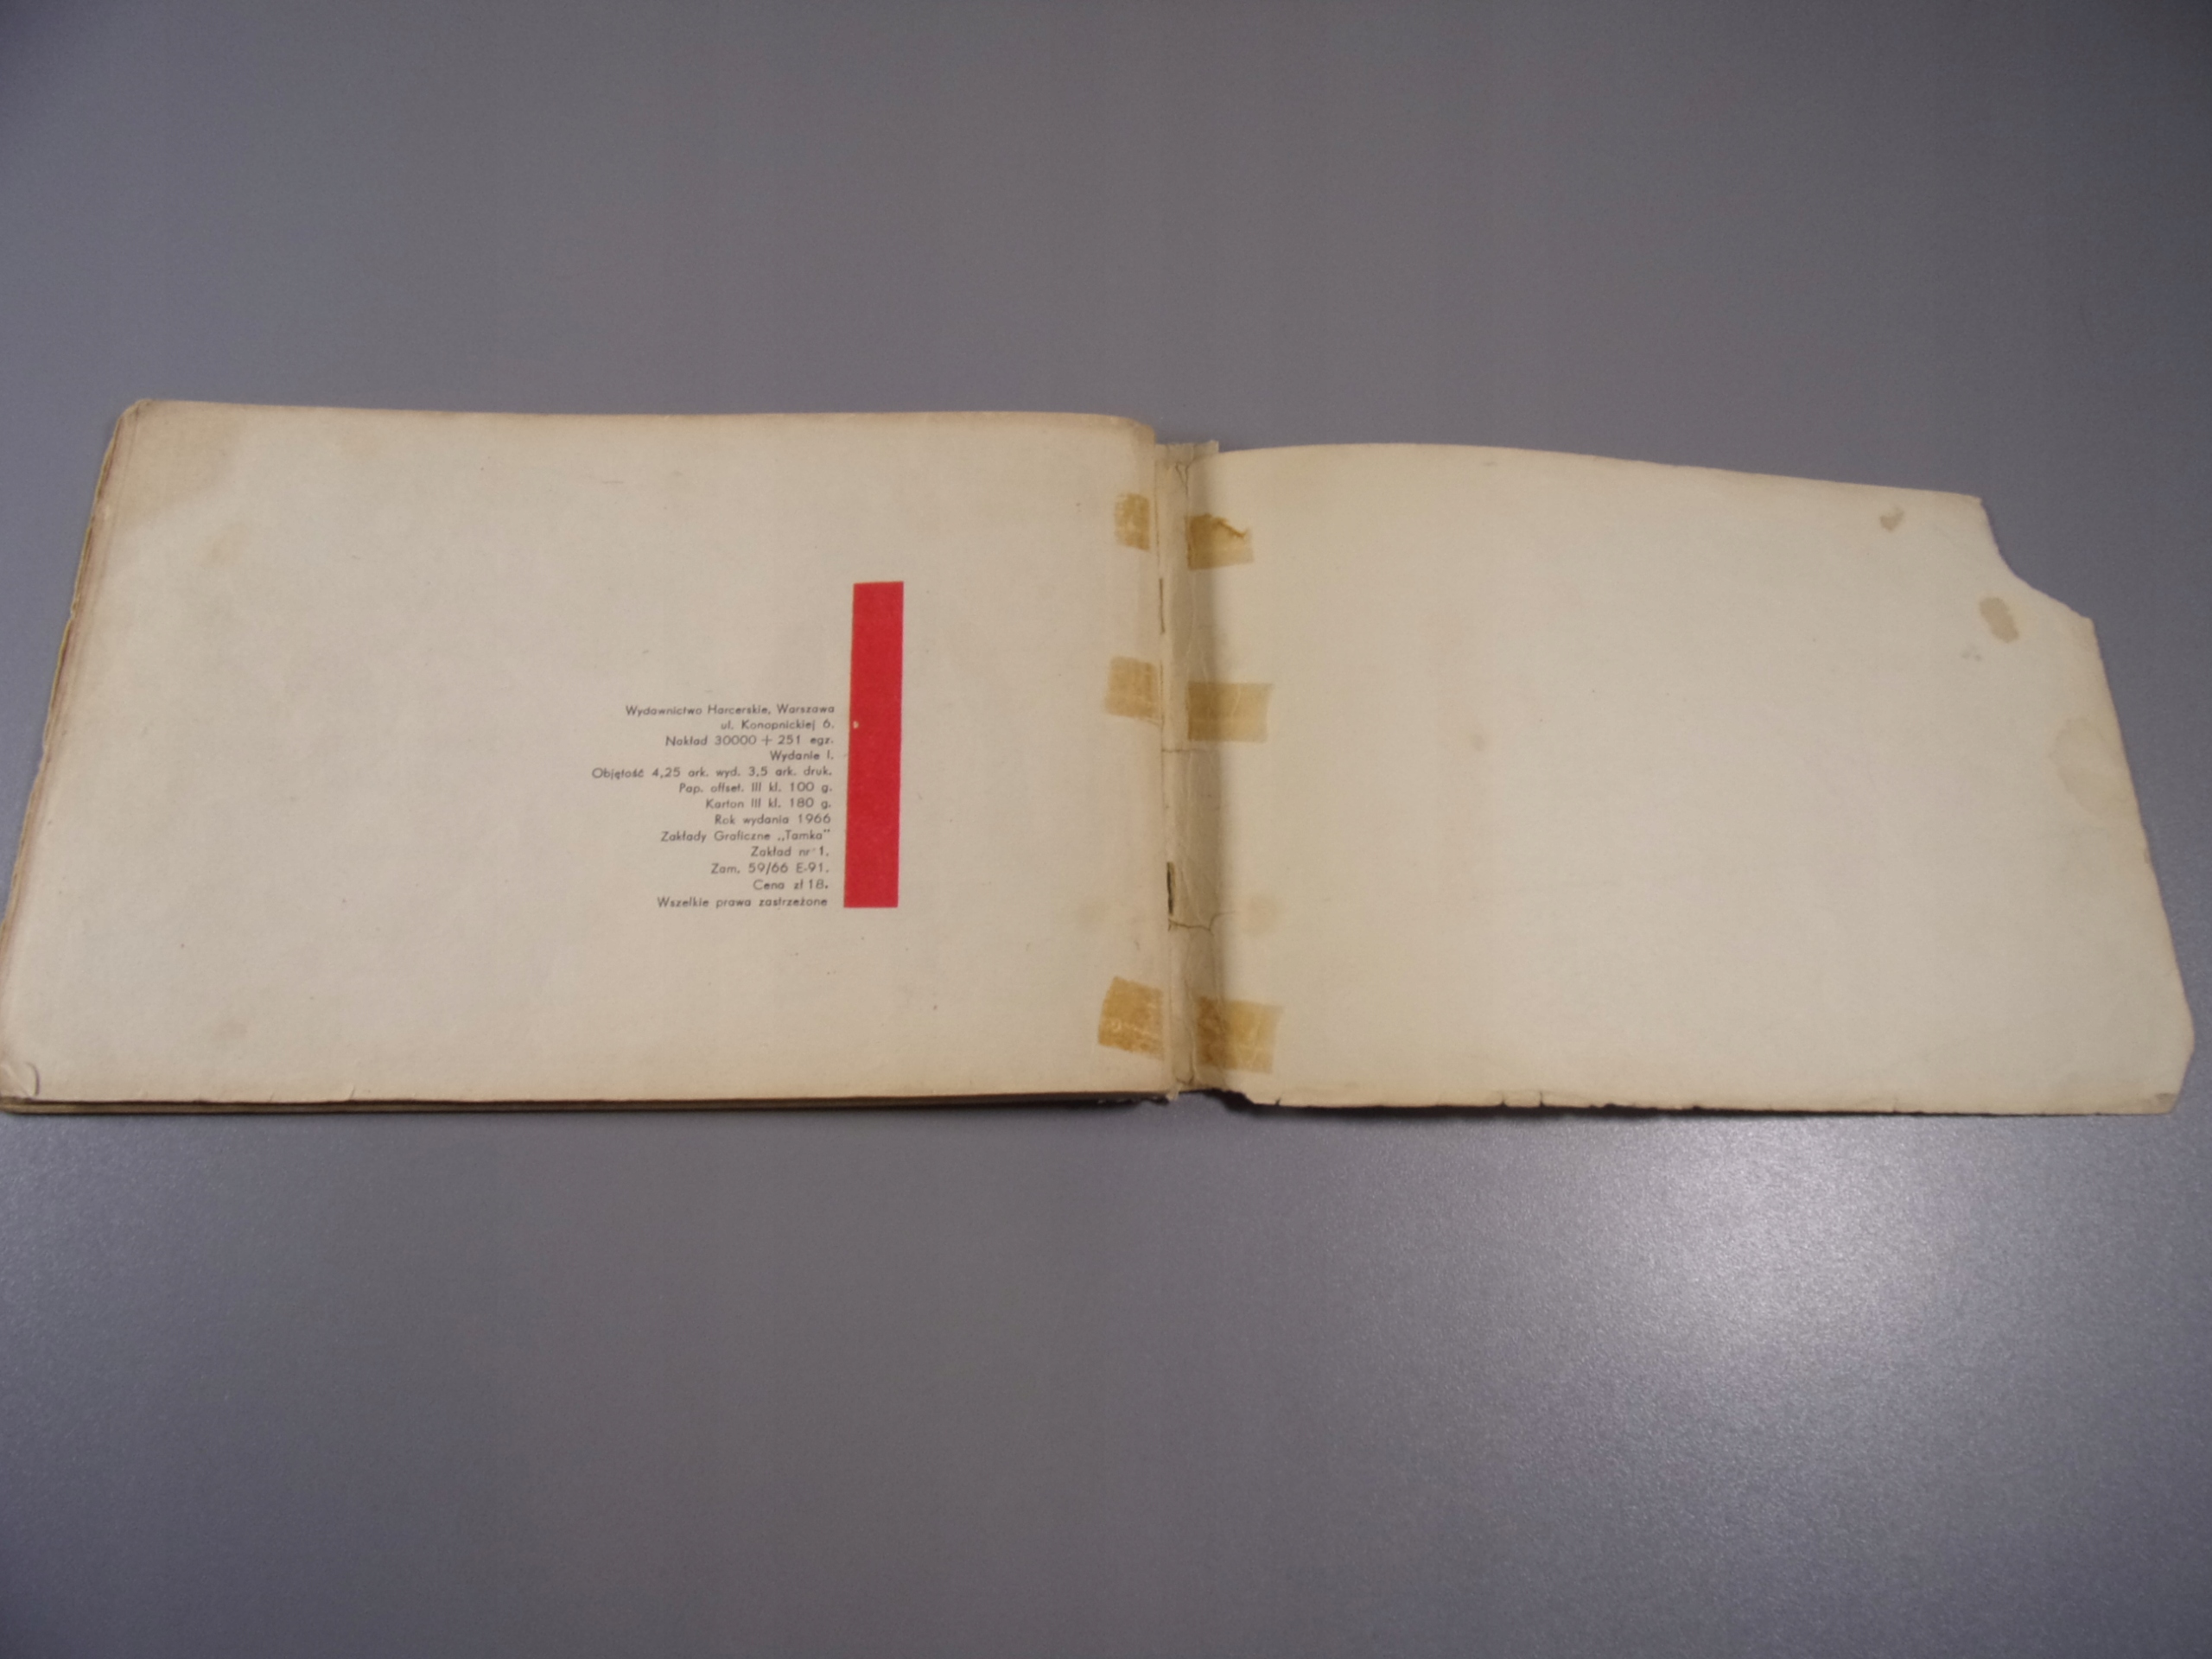 Wydawnictwo Harcerskie, Warszawa
ul. Konopnickiej 6.
Nakład 30000 + 251 egz.
Wydanie I.
Objętość 4,25 ark. wyd. 3,5 ark. druk.
Pap. offset. III kl. 100 g.
Karton III kl. 180 g.
Rok wydania 1966
Zakłady Graficzne „Tamka”
Zakład nr 1.
Zam. 59/66 E-91.
Cena zł 18.
Wszelkie prawa zastrzeżone